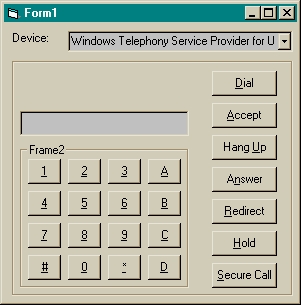 Form1
Device: Windows Telephony Service Provider for U
Dial
Accept
Hang Up
Frame2
1 2 3 A
Answer
4 5 6 B
Redirect
7 8 9 C
Hold
# 0 * D
Secure Call